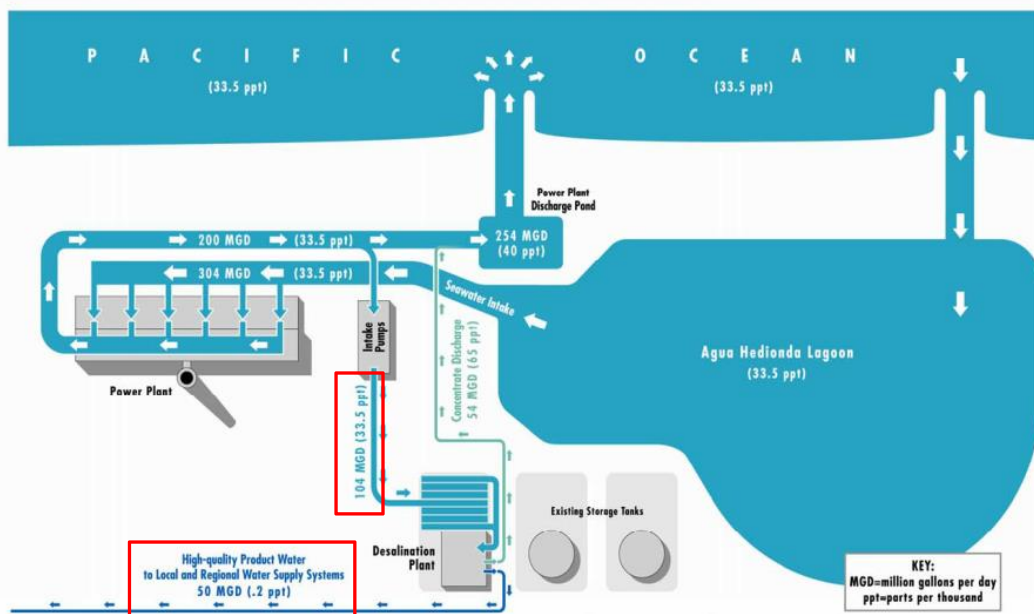 PACIFIC OCEAN
(33.5 ppt) (33.5 ppt)
Power Plant
Discharge Pond
200 MGD (33.5 ppt)
254 MGD
(40 ppt)
304 MGD (33.5 ppt)
Seawater Intake
Intake
Pumps
Concentrate Discharge
54 MGD (65 ppt)
Agua Hedionda Lagoon
(33.5 ppt)
Power Plant
104 MGD (33.5 ppt)
Existing Storage Tanks
Desalination
Plant
High-quality Product Water
to Local and Regional Water Supply Systems
50 MGD (.2 ppt)
KEY:
MGD=million gallons per day
ppt=parts per thousand